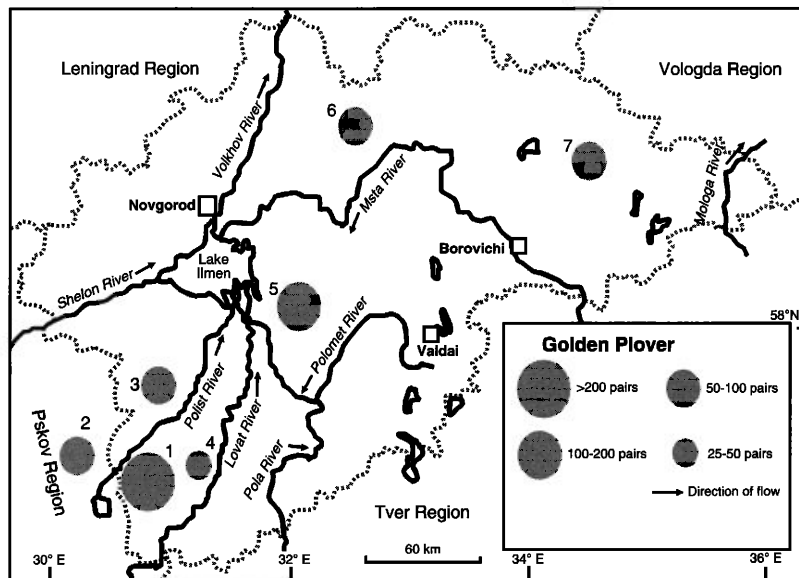 Leningrad Region
Vologda Region
Volkhov River
6
7
Mologa River
Msta River
Novgorod
Borovichi
Lake
Ilmen
Shelon River
5
58°N
Polomet River
Valdai
Golden Plover
>200 pairs
50-100 pairs
100-200 pairs
25-50 pairs
Direction of flow
3
Polist River
Lovat River
2
Pskov Region
1
4
Pola River
Tver Region
60 km
30° E
32° E
34° E
36° E